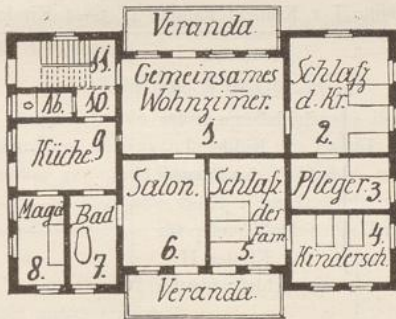 Veranda.
11.
Gemeinsames
Wohnzimer.
1.
Schlafz
d. Kr.
2.
Ab.
10.
Küche 9
Pfleger. 3.
Salon.
6.
Schlafz
der
Fam
5.
4.
Kindersch.
Magd
8.
Bad
7.
Veranda.